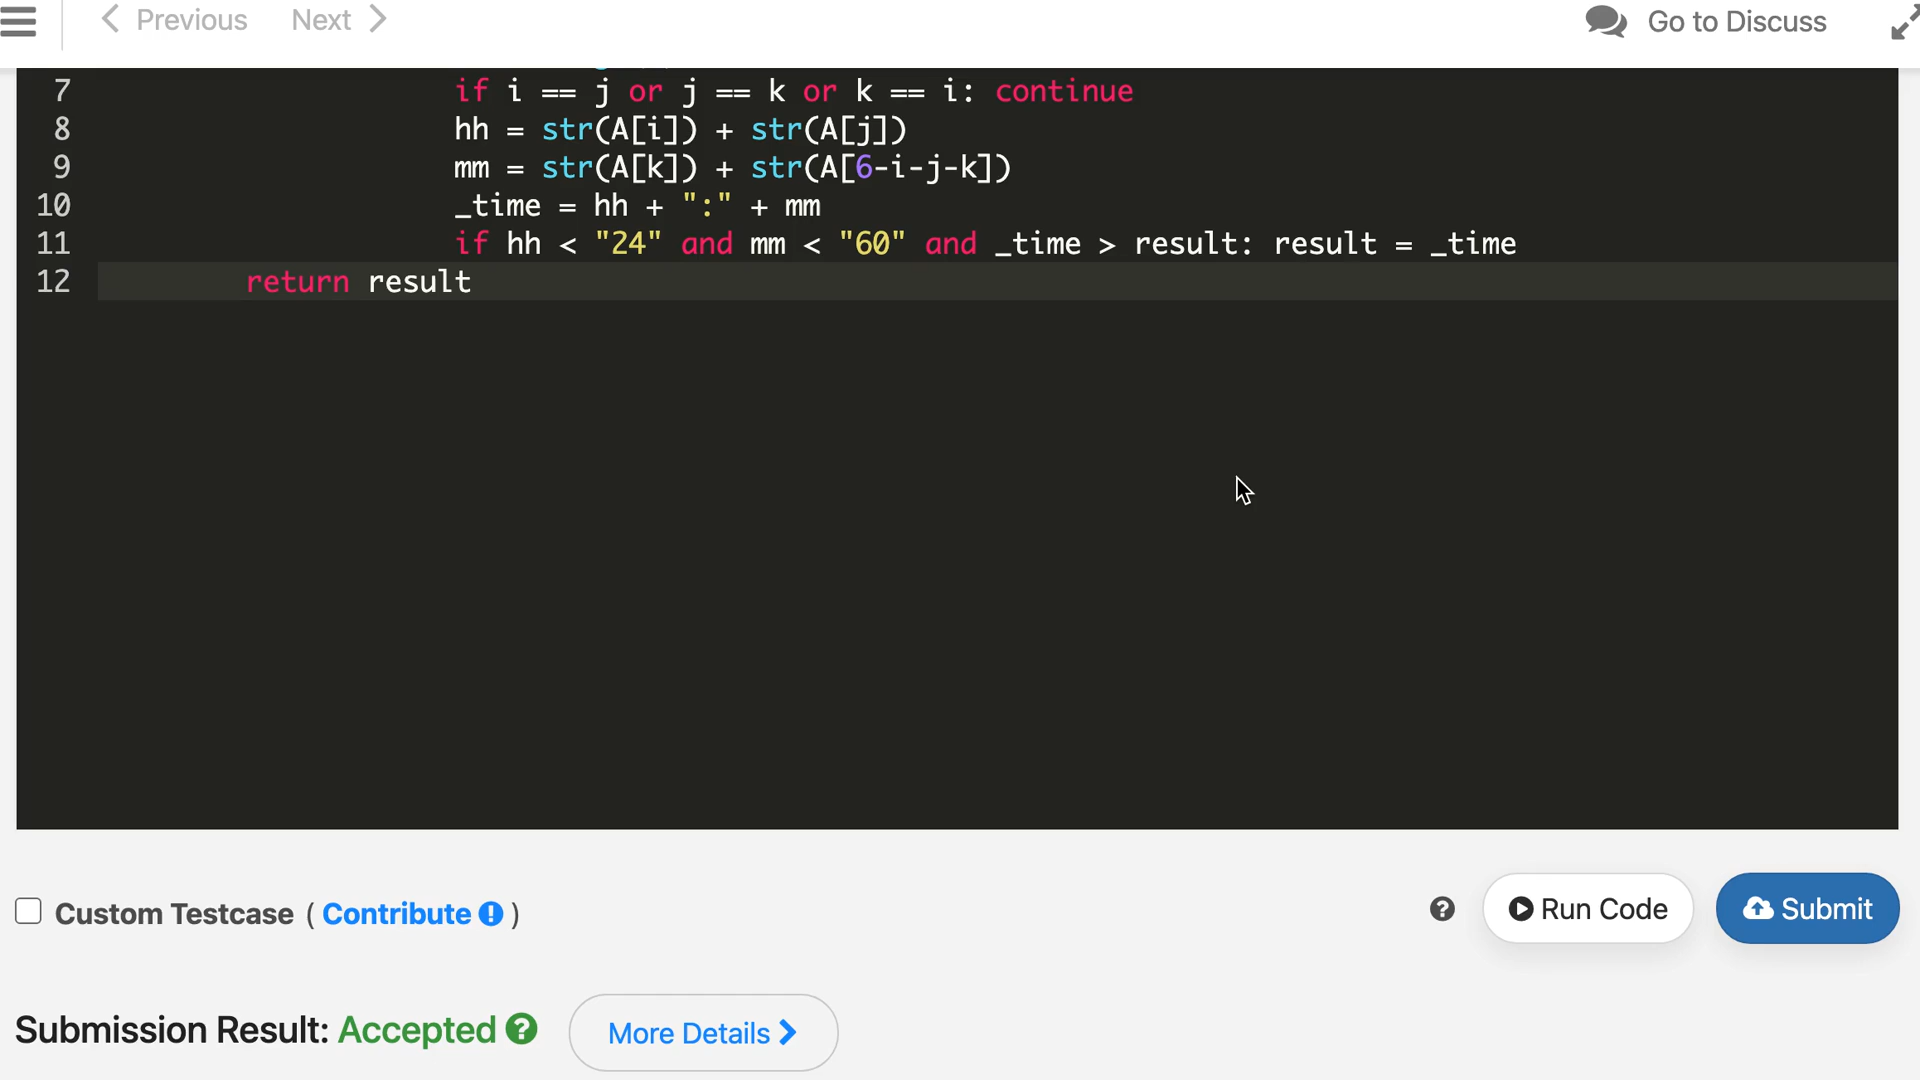 Previous Next Go to Discuss
7 if i == j or j == k or k == i: continue
8 hh = str(A[i]) + str(A[j])
9 mm = str(A[k]) + str(A[6-i-j-k])
10 _time = hh + ":" + mm
11 if hh < "24" and mm < "60" and _time > result: result = _time
12 return result
Custom Testcase ( Contribute ! ) ? Run Code Submit
Submission Result: Accepted ? More Details